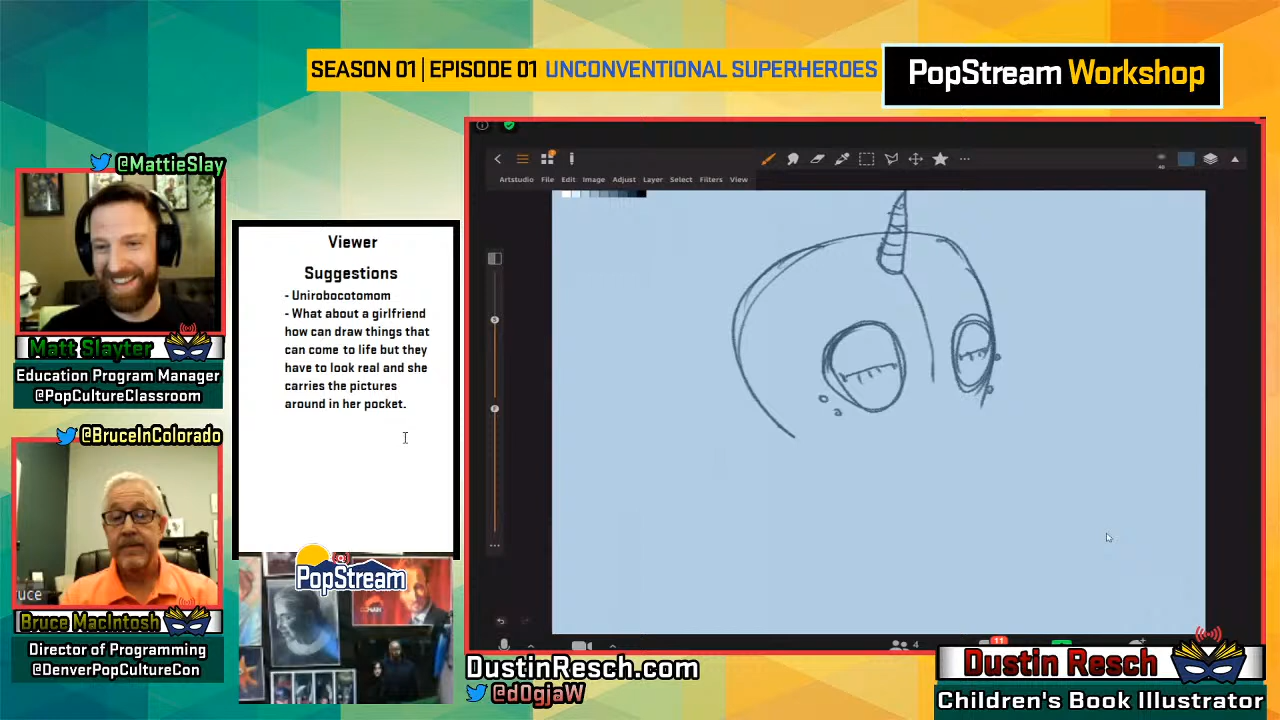 SEASON 01 | EPISODE 01 UNCONVENTIONAL SUPERHEROES
PopStream Workshop
@MattieSlay
Matt Slayter
Education Program Manager
@PopCultureClassroom
@BruceInColorado
uce
Bruce MacIntosh
Director of Programming
@DenverPopCultureCon
Viewer
Suggestions
- Unirobocotomom
- What about a girlfriend
how can draw things that
can come to life but they
have to look real and she
carries the pictures
around in her pocket.
PopStream
Artstudio File Edit Image Adjust Layer Select Filters View
S
F
4
11
DustinResch.com
@d0gjaW
Dustin Resch
Children's Book Illustrator